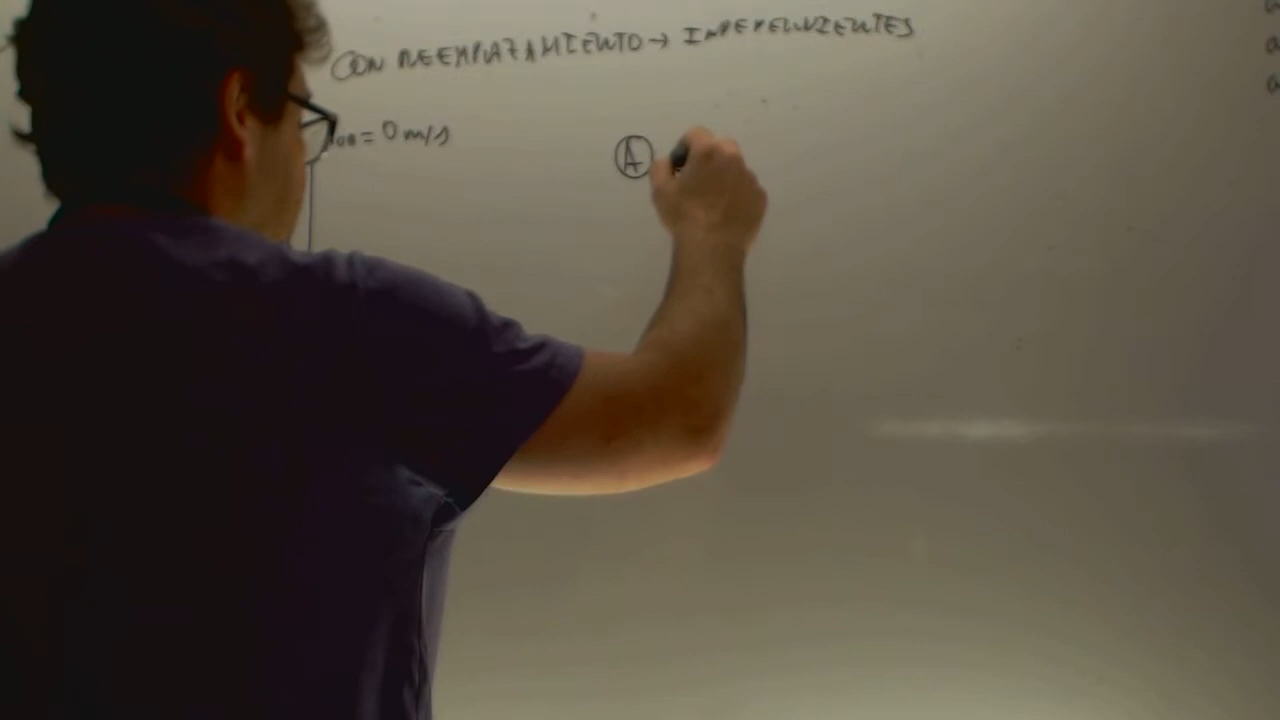 CON REEMPLAZAMIENTO → INDEPENDIENTES
= 0 m/s
A